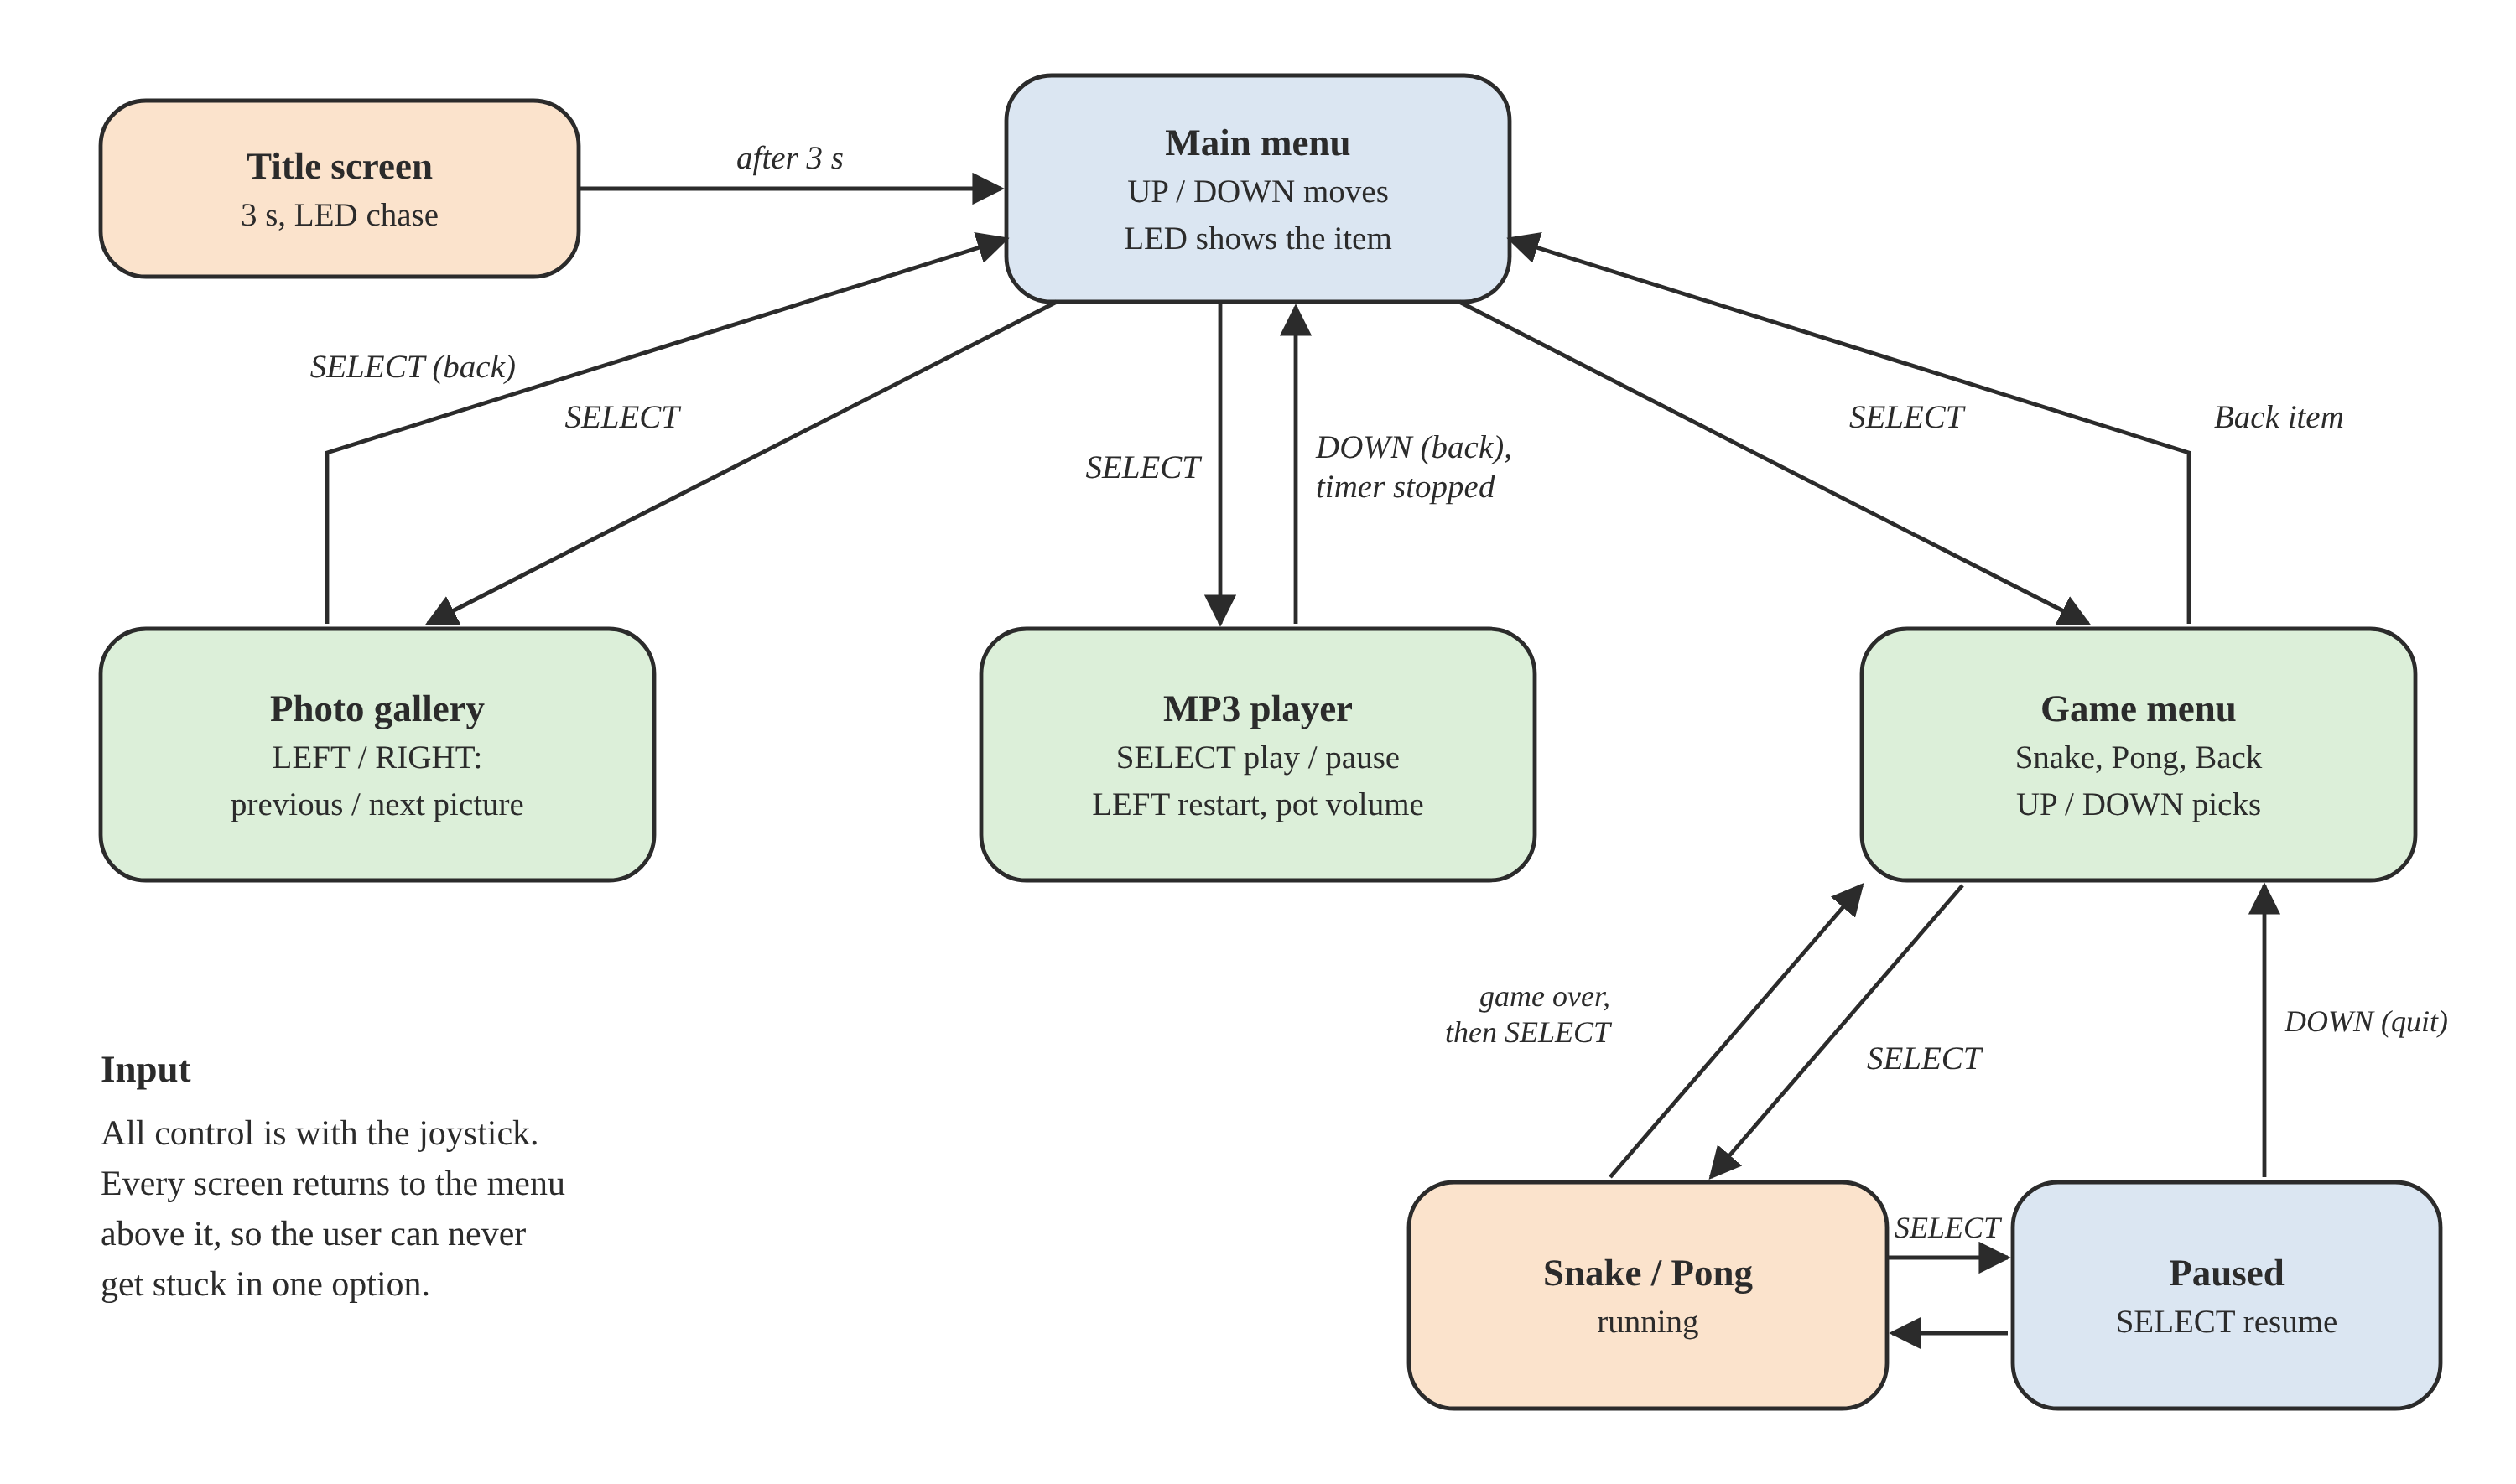 Title screen
3 s, LED chase
after 3 s
Main menu
UP / DOWN moves
LED shows the item
SELECT (back)
SELECT
SELECT
DOWN (back),
timer stopped
SELECT
Back item
Photo gallery
LEFT / RIGHT:
previous / next picture
MP3 player
SELECT play / pause
LEFT restart, pot volume
Game menu
Snake, Pong, Back
UP / DOWN picks
game over,
then SELECT
SELECT
DOWN (quit)
Input
All control is with the joystick.
Every screen returns to the menu
above it, so the user can never
get stuck in one option.
Snake / Pong
running
SELECT
Paused
SELECT resume